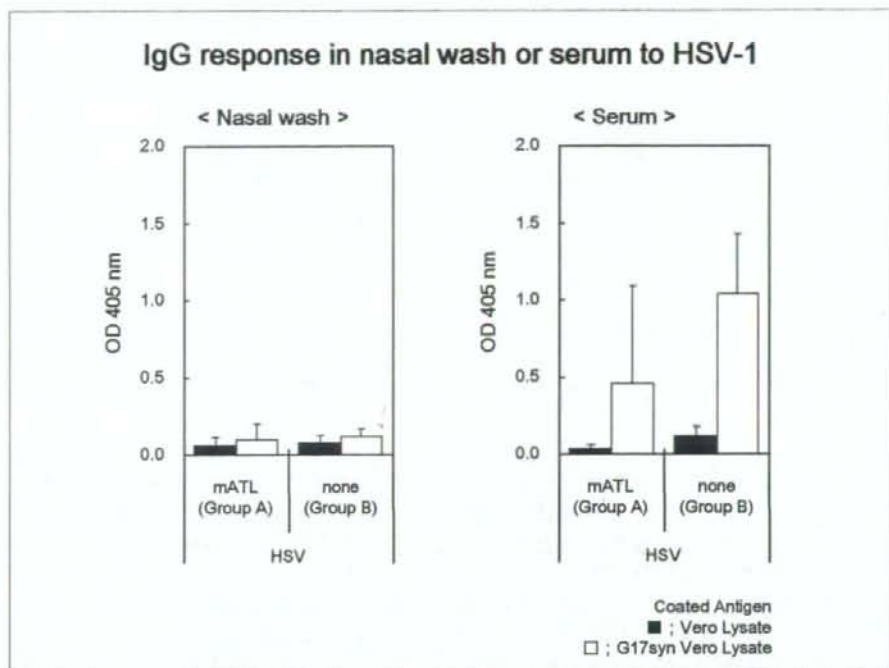 IgG response in nasal wash or serum to HSV-1
< Nasal wash >
2.0
1.5
1.0
0.5
0.0
OD 405 nm
mATL
(Group A)
none
(Group B)
HSV
< Serum >
2.0
1.5
1.0
0.5
0.0
OD 405 nm
mATL
(Group A)
none
(Group B)
HSV
Coated Antigen
; Vero Lysate
; G17syn Vero Lysate